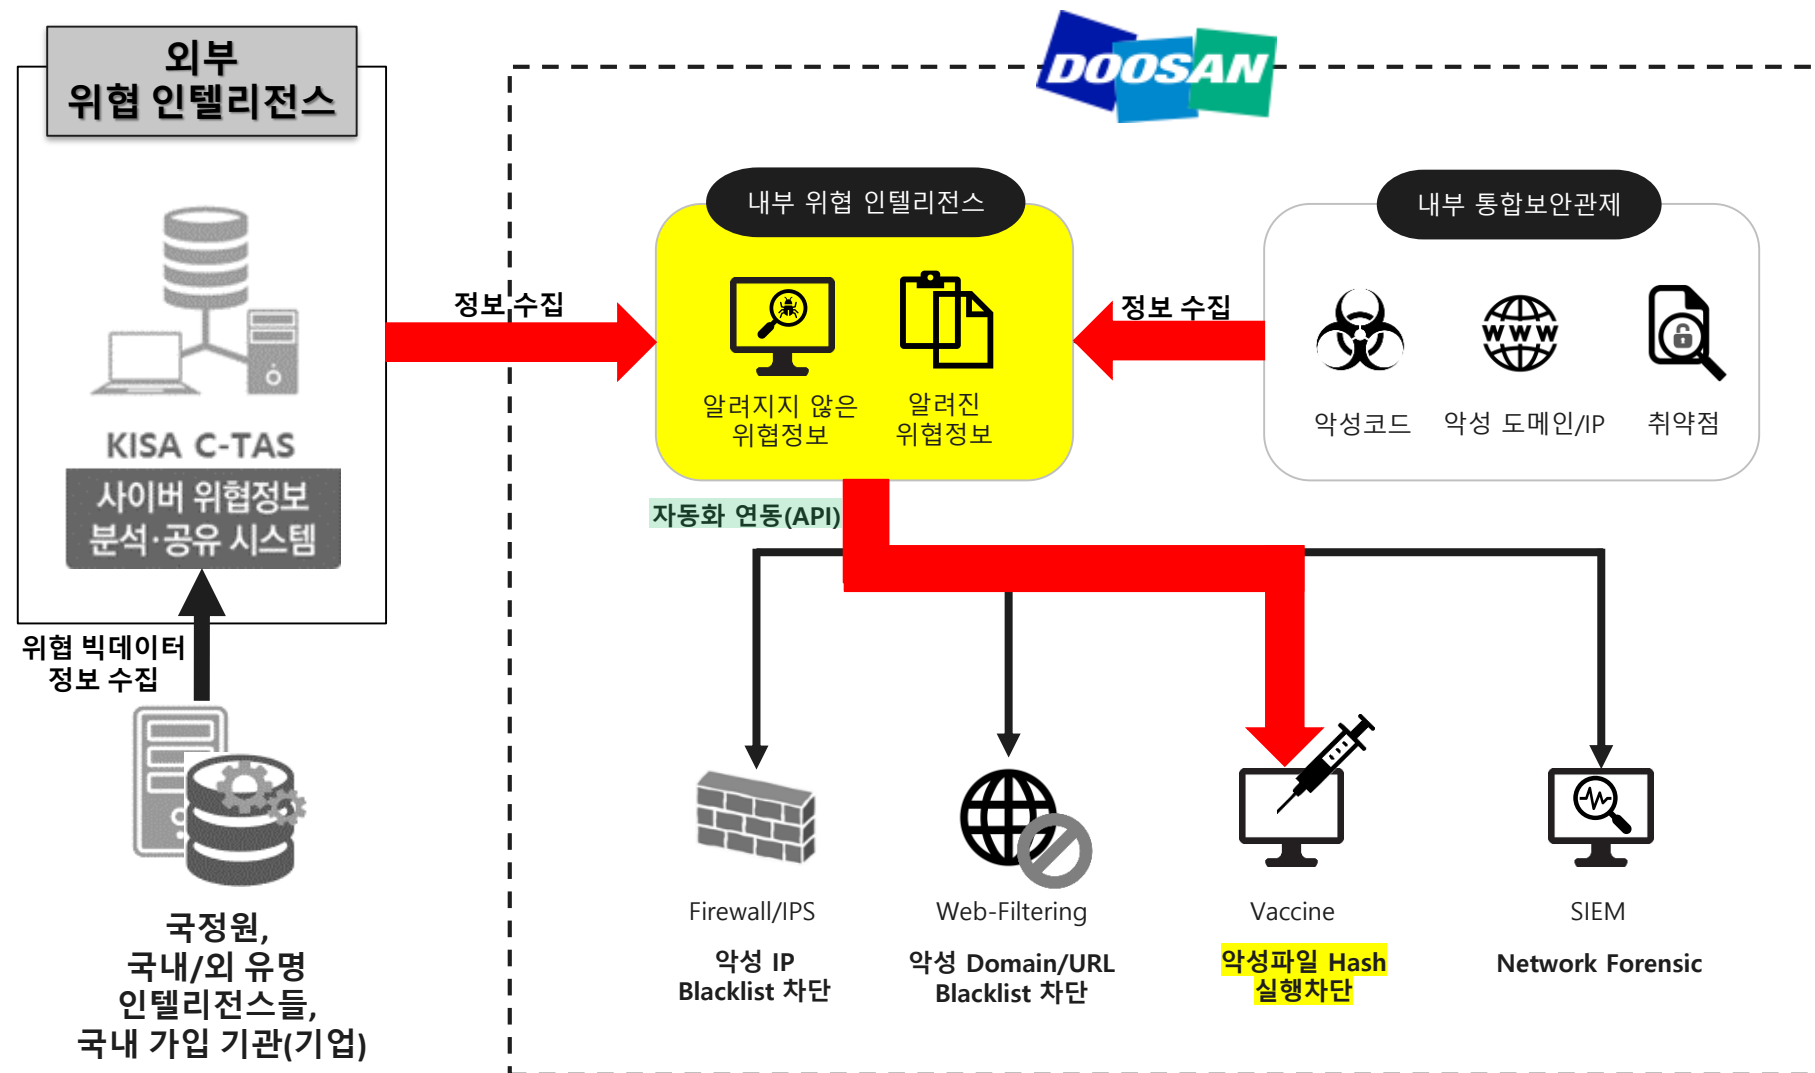 외부
위협 인텔리전스
KISA C-TAS
사이버 위협정보
분석·공유 시스템
위협 빅데이터
정보 수집
국정원,
국내/외 유명
인텔리전스들,
국내 가입 기관(기업)
DOOSAN
정보 수집
내부 위협 인텔리전스
알려지지 않은
위협정보
알려진
위협정보
정보 수집
내부 통합보안관제
WWW
악성코드
악성 도메인/IP
취약점
자동화 연동(API)
Firewall/IPS
악성 IP
Blacklist 차단
Web-Filtering
악성 Domain/URL
Blacklist 차단
Vaccine
악성파일 Hash
실행차단
SIEM
Network Forensic